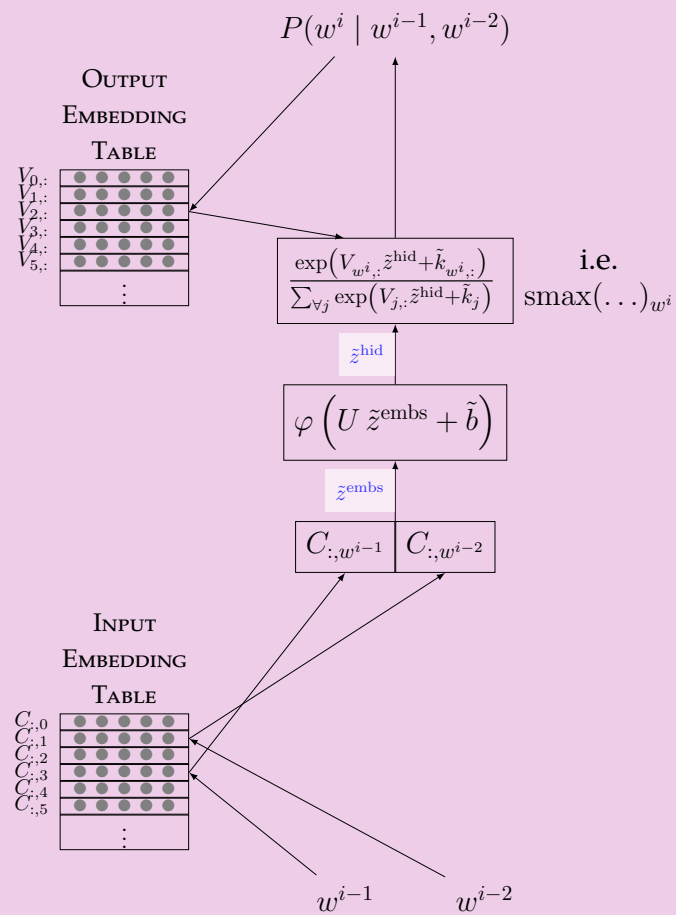 P(w^i | w^{i-1}, w^{i-2})
OUTPUT
EMBEDDING
TABLE
V_{0,:}
V_{1,:}
V_{2,:}
V_{3,:}
V_{4,:}
V_{5,:}
⋮
exp(V_{w^i,:} z̃^{hid} + k̃_{w^i,:})
∑_{∀j} exp(V_{j,:} z̃^{hid} + k̃_j)
i.e.
smax(…)_{w^i}
z̃^{hid}
φ(U z̃^{embs} + b̃)
z̃^{embs}
C_{:,w^{i-1}} C_{:,w^{i-2}}
INPUT
EMBEDDING
TABLE
C_{:,0}
C_{:,1}
C_{:,2}
C_{:,3}
C_{:,4}
C_{:,5}
⋮
w^{i-1} w^{i-2}